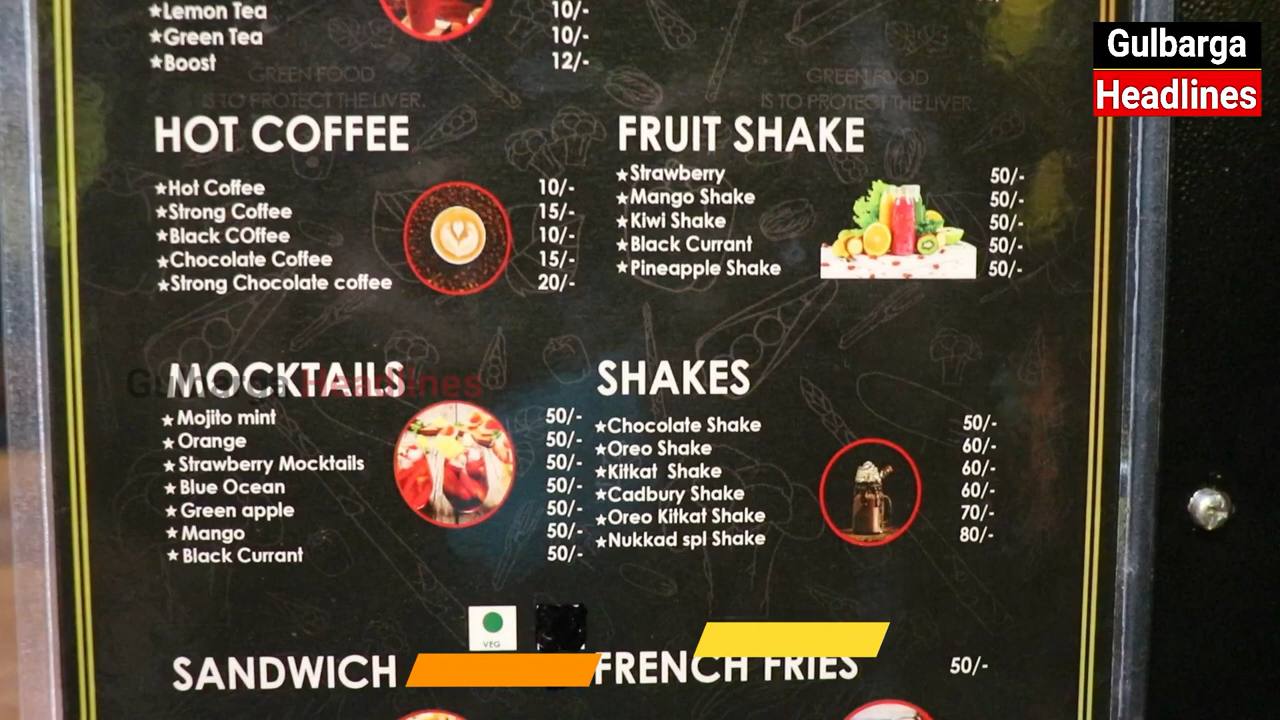 Gulbarga
Headlines
★Lemon Tea 10/-
★Green Tea 10/-
★Boost 12/-
GREEN FOOD
IS TO PROTECT THE LIVER.
GREEN FOOD
IS TO PROTECT THE LIVER.
HOT COFFEE
★Hot Coffee 10/-
★Strong Coffee 15/-
★Black COffee 10/-
★Chocolate Coffee 15/-
★Strong Chocolate coffee 20/-
FRUIT SHAKE
★Strawberry 50/-
★Mango Shake 50/-
★Kiwi Shake 50/-
★Black Currant 50/-
★Pineapple Shake 50/-
Gulbarga Headlines
MOCKTAILS
★Mojito mint 50/-
★Orange 50/-
★Strawberry Mocktails 50/-
★Blue Ocean 50/-
★Green apple 50/-
★Mango 50/-
★Black Currant 50/-
SHAKES
★Chocolate Shake 50/-
★Oreo Shake 60/-
★Kitkat Shake 60/-
★Cadbury Shake 60/-
★Oreo Kitkat Shake 70/-
★Nukkad spl Shake 80/-
VEG
SANDWICH
FRENCH FRIES 50/-